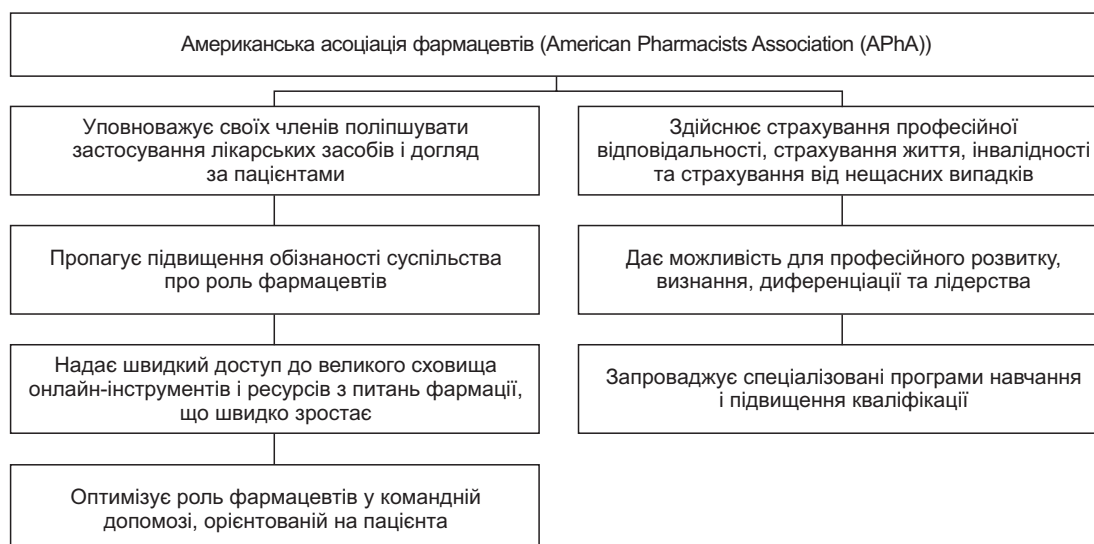 Американська асоціація фармацевтів (American Pharmacists Association (APhA))
Уповноважує своїх членів поліпшувати
застосування лікарських засобів і догляд
за пацієнтами
Пропагує підвищення обізнаності суспільства
про роль фармацевтів
Надає швидкий доступ до великого сховища
онлайн-інструментів і ресурсів з питань фармації,
що швидко зростає
Оптимізує роль фармацевтів у командній
допомозі, орієнтованій на пацієнта
Здійснює страхування професійної
відповідальності, страхування життя, інвалідності
та страхування від нещасних випадків
Дає можливість для професійного розвитку,
визнання, диференціації та лідерства
Запроваджує спеціалізовані програми навчання
і підвищення кваліфікації